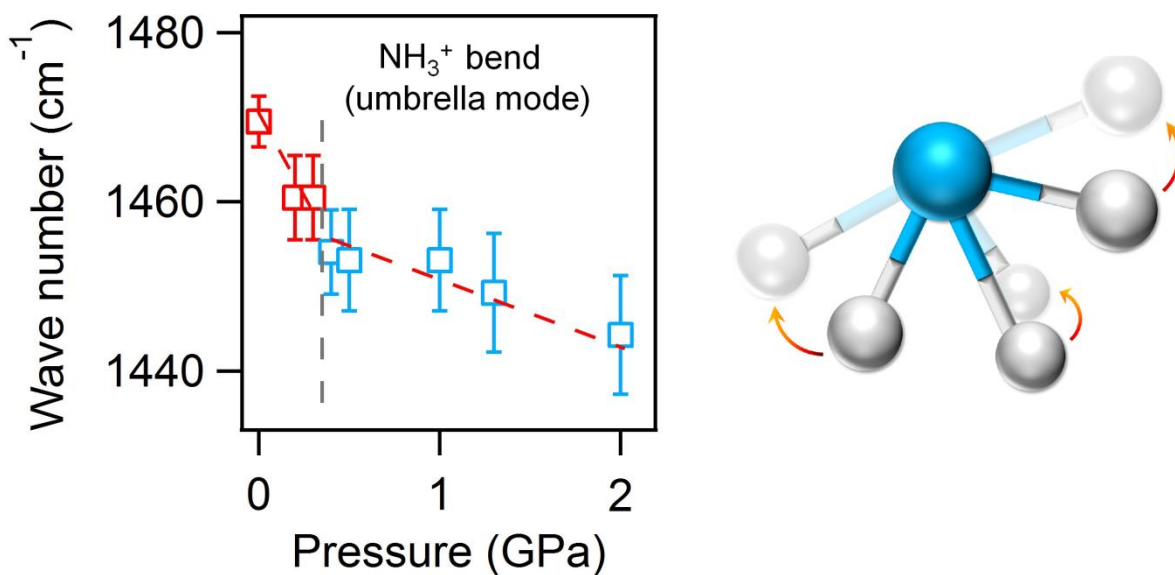 1480
NH₃⁺ bend
(umbrella mode)
1460
1440
Wave number (cm⁻¹)
0 1 2
Pressure (GPa)